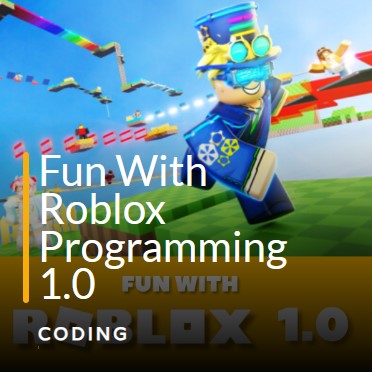 Fun With
Roblox
Programming
1.0
FUN WITH
ROBLOX 1.0
CODING